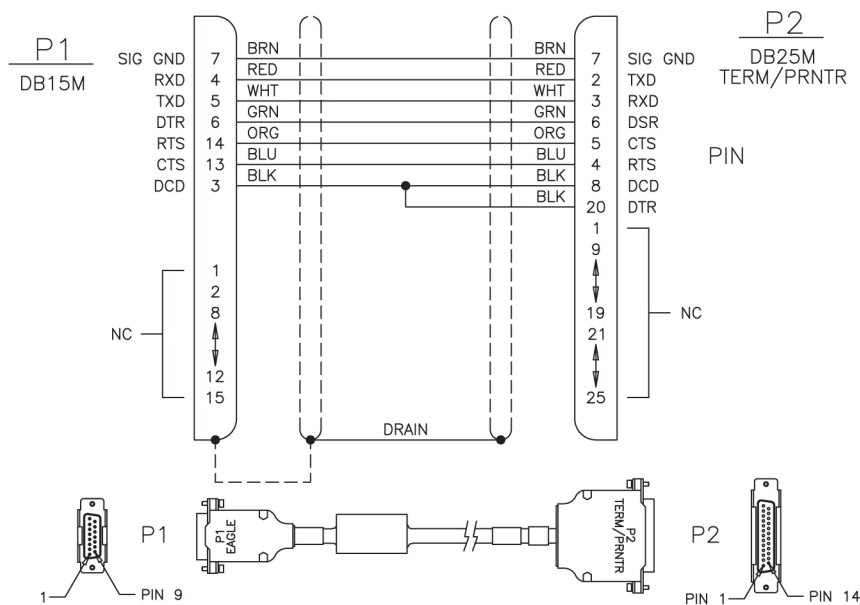 P1
DB15M
P2
DB25M
TERM/PRNTR
PIN
SIG GND 7 BRN BRN 7 SIG GND
RXD 4 RED RED 2 TXD
TXD 5 WHT WHT 3 RXD
DTR 6 GRN GRN 6 DSR
RTS 14 ORG ORG 5 CTS
CTS 13 BLU BLU 4 RTS
DCD 3 BLK BLK 8 DCD
BLK 20 DTR
1
9
19
21
25
NC
1
2
8
12
15
NC
DRAIN
P1
1
PIN 9
P1
EAGLE
P2
TERM/PRNTR
P2
PIN 1
PIN 14